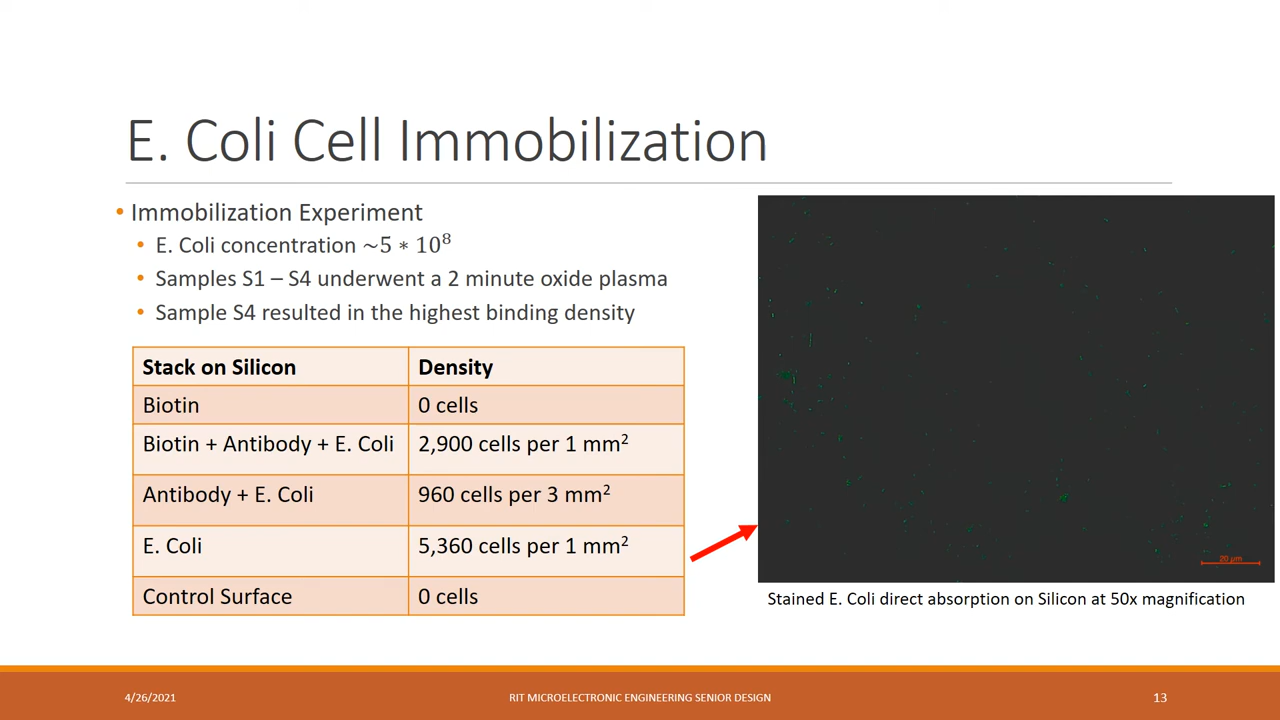 E. Coli Cell Immobilization
• Immobilization Experiment
• E. Coli concentration ~5 ∗ 10⁸
• Samples S1 – S4 underwent a 2 minute oxide plasma
• Sample S4 resulted in the highest binding density
Stack on Silicon Density
Biotin 0 cells
Biotin + Antibody + E. Coli 2,900 cells per 1 mm²
Antibody + E. Coli 960 cells per 3 mm²
E. Coli 5,360 cells per 1 mm²
Control Surface 0 cells
20 µm
Stained E. Coli direct absorption on Silicon at 50x magnification
4/26/2021 RIT MICROELECTRONIC ENGINEERING SENIOR DESIGN 13